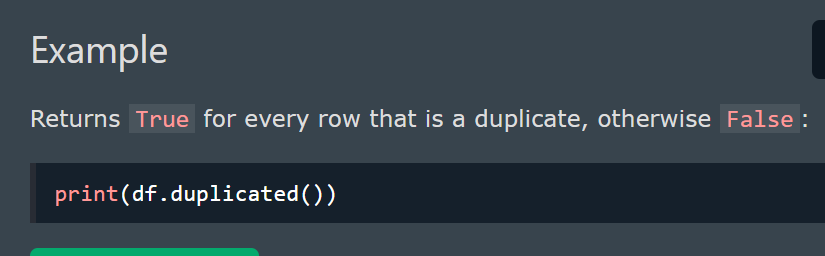 Example
Returns True for every row that is a duplicate, otherwise False:
print(df.duplicated())